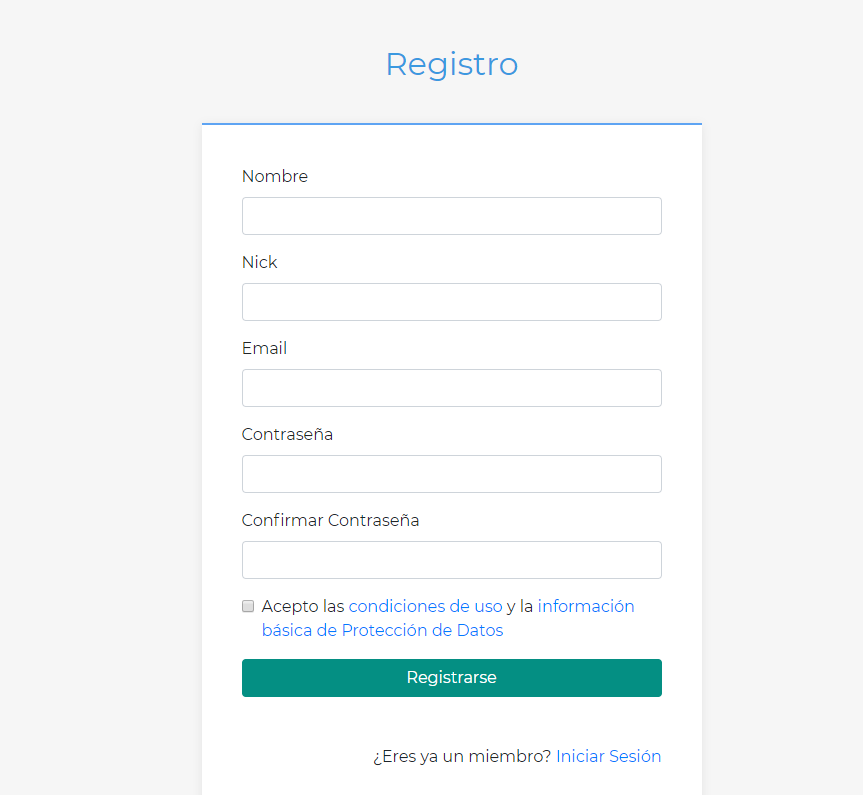 Registro
Nombre
Nick
Email
Contraseña
Confirmar Contraseña
Acepto las condiciones de uso y la información
básica de Protección de Datos
Registrarse
¿Eres ya un miembro? Iniciar Sesión